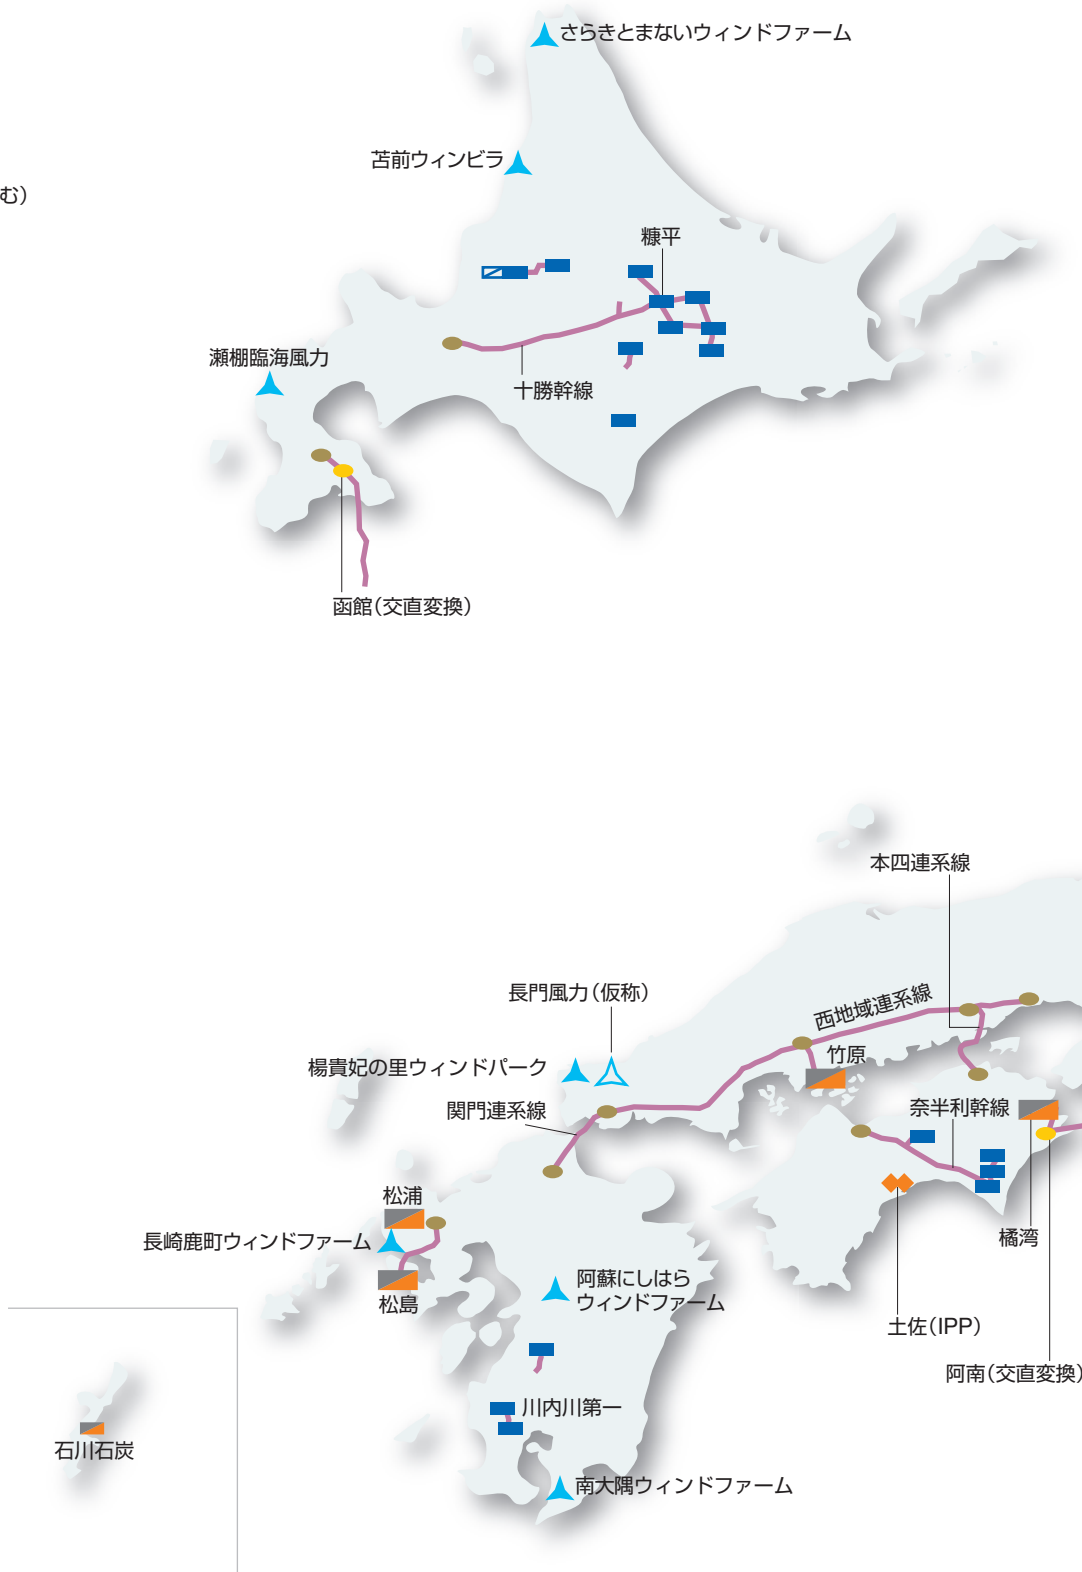 さらきとまないウィンドファーム
苫前ウィンビラ
む）
糠平
瀬棚臨海風力
十勝幹線
函館（交直変換）
本四連系線
長門風力（仮称）
西地域連系線
竹原
楊貴妃の里ウィンドパーク
関門連系線
奈半利幹線
松浦
長崎鹿町ウィンドファーム
橘湾
阿蘇にしはら
ウィンドファーム
松島
土佐（IPP）
阿南（交直変換）
川内川第一
石川石炭
南大隅ウィンドファーム